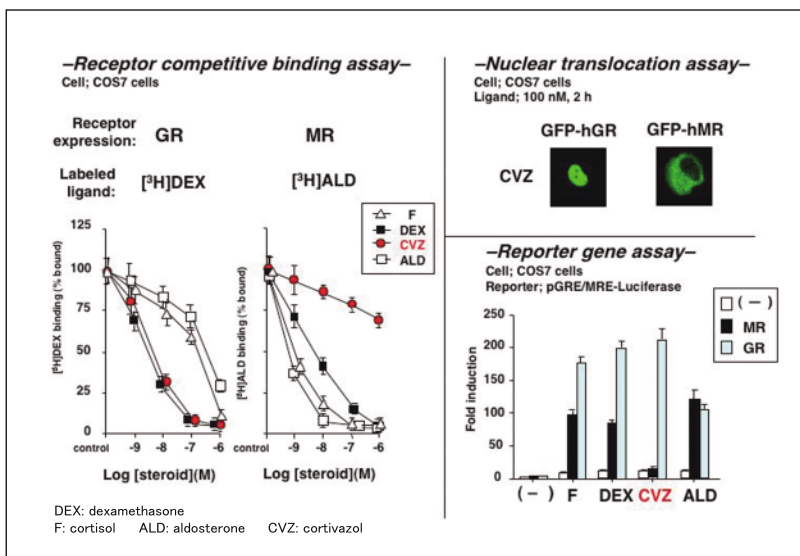 –Receptor competitive binding assay–
Cell; COS7 cells
Receptor expression: GR MR
Labeled ligand: [³H]DEX [³H]ALD
F
DEX
CVZ
ALD
[³H]DEX binding (% bound)
125
100
75
50
25
0
control -9 -8 -7 -6
Log [steroid](M)
[³H]ALD binding (% bound)
control -9 -8 -7 -6
Log [steroid](M)
DEX: dexamethasone
F: cortisol ALD: aldosterone CVZ: cortivazol
–Nuclear translocation assay–
Cell; COS7 cells
Ligand; 100 nM, 2 h
GFP-hGR GFP-hMR
CVZ
–Reporter gene assay–
Cell; COS7 cells
Reporter; pGRE/MRE-Luciferase
(−)
MR
GR
Fold induction
250
200
150
100
50
0
(−) F DEX CVZ ALD